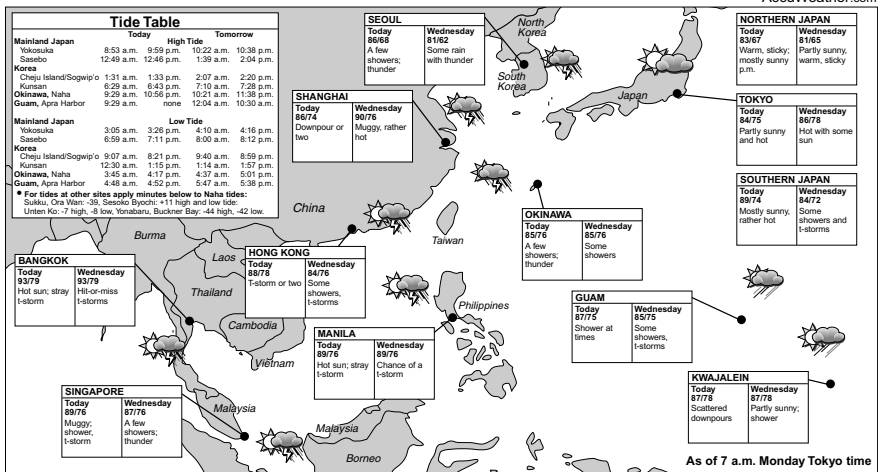 AccuWeather.com
Tide Table
Today Tomorrow
Mainland Japan High Tide
Yokosuka 8:53 a.m. 9:59 p.m. 10:22 a.m. 10:38 p.m.
Sasebo 12:49 a.m. 12:46 p.m. 1:39 a.m. 2:04 p.m.
Korea
Cheju Island/Sogwip'o 1:31 a.m. 1:33 p.m. 2:07 a.m. 2:20 p.m.
Kunsan 6:29 a.m. 6:43 p.m. 7:10 a.m. 7:28 p.m.
Okinawa, Naha 9:29 a.m. 10:56 p.m. 10:21 a.m. 11:38 p.m.
Guam, Apra Harbor 9:29 a.m. none 12:04 a.m. 10:30 a.m.
Mainland Japan Low Tide
Yokosuka 3:05 a.m. 3:26 p.m. 4:10 a.m. 4:16 p.m.
Sasebo 6:59 a.m. 7:11 p.m. 8:00 a.m. 8:12 p.m.
Korea
Cheju Island/Sogwip'o 9:07 a.m. 8:21 p.m. 9:40 a.m. 8:59 p.m.
Kunsan 12:30 a.m. 1:15 p.m. 1:14 a.m. 1:57 p.m.
Okinawa, Naha 3:45 a.m. 4:17 p.m. 4:37 a.m. 5:01 p.m.
Guam, Apra Harbor 4:48 a.m. 4:52 p.m. 5:47 a.m. 5:38 p.m.
• For tides at other sites apply minutes below to Naha tides:
Sukku, Ora Wan: -39, Sesoko Byochi: +11 high and low tide:
Unten Ko: -7 high, -8 low, Yonabaru, Buckner Bay: -44 high, -42 low.
SEOUL
Today Wednesday
86/68 81/62
A few Some rain
showers; with thunder
thunder
North
Korea
South
Korea
Japan
NORTHERN JAPAN
Today Wednesday
83/67 81/65
Warm, sticky; Partly sunny,
mostly sunny warm, sticky
p.m.
SHANGHAI
Today Wednesday
86/74 90/76
Downpour or Muggy, rather
two hot
TOKYO
Today Wednesday
84/75 86/78
Partly sunny Hot with some
and hot sun
SOUTHERN JAPAN
Today Wednesday
89/74 84/72
Mostly sunny, Some
rather hot showers and
t-storms
China
Taiwan
OKINAWA
Today Wednesday
85/76 85/76
A few Some
showers; showers
thunder
Burma
Laos
Thailand
Cambodia
Vietnam
Philippines
BANGKOK
Today Wednesday
93/79 93/79
Hot sun; stray Hit-or-miss
t-storm t-storms
HONG KONG
Today Wednesday
88/78 84/76
T-storm or two Some
showers,
t-storms
GUAM
Today Wednesday
87/75 85/75
Shower at Some
times showers,
t-storms
MANILA
Today Wednesday
89/76 89/76
Hot sun; stray Chance of a
t-storm t-storm
KWAJALEIN
Today Wednesday
87/78 87/78
Scattered Partly sunny;
downpours shower
SINGAPORE
Today Wednesday
89/76 87/76
Muggy; A few
shower, showers;
t-storm thunder
Malaysia
Malaysia
Borneo
As of 7 a.m. Monday Tokyo time